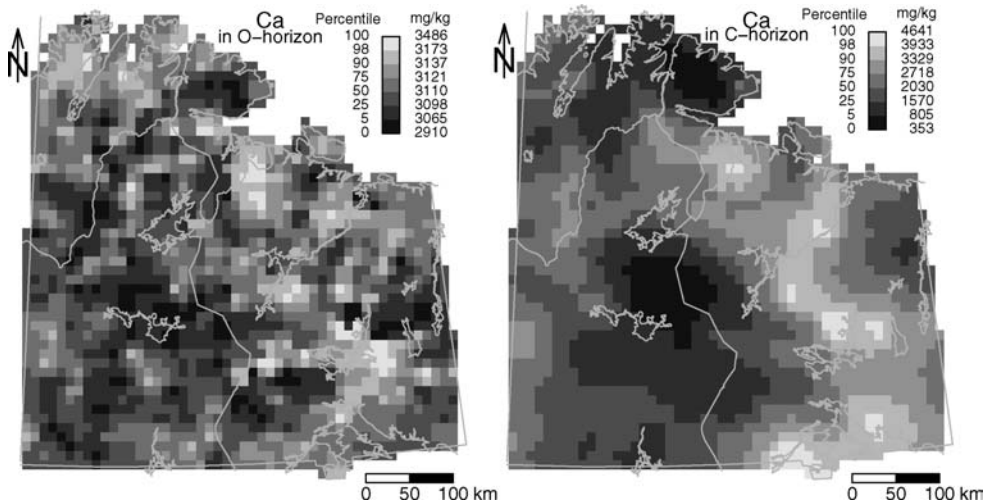 Ca
in O-horizon
Percentile mg/kg
100 3486
98 3173
90 3137
75 3121
50 3110
25 3098
5 3065
0 2910
N
0 50 100 km
Ca
in C-horizon
Percentile mg/kg
100 4641
98 3933
90 3329
75 2718
50 2030
25 1570
5 805
0 353
N
0 50 100 km